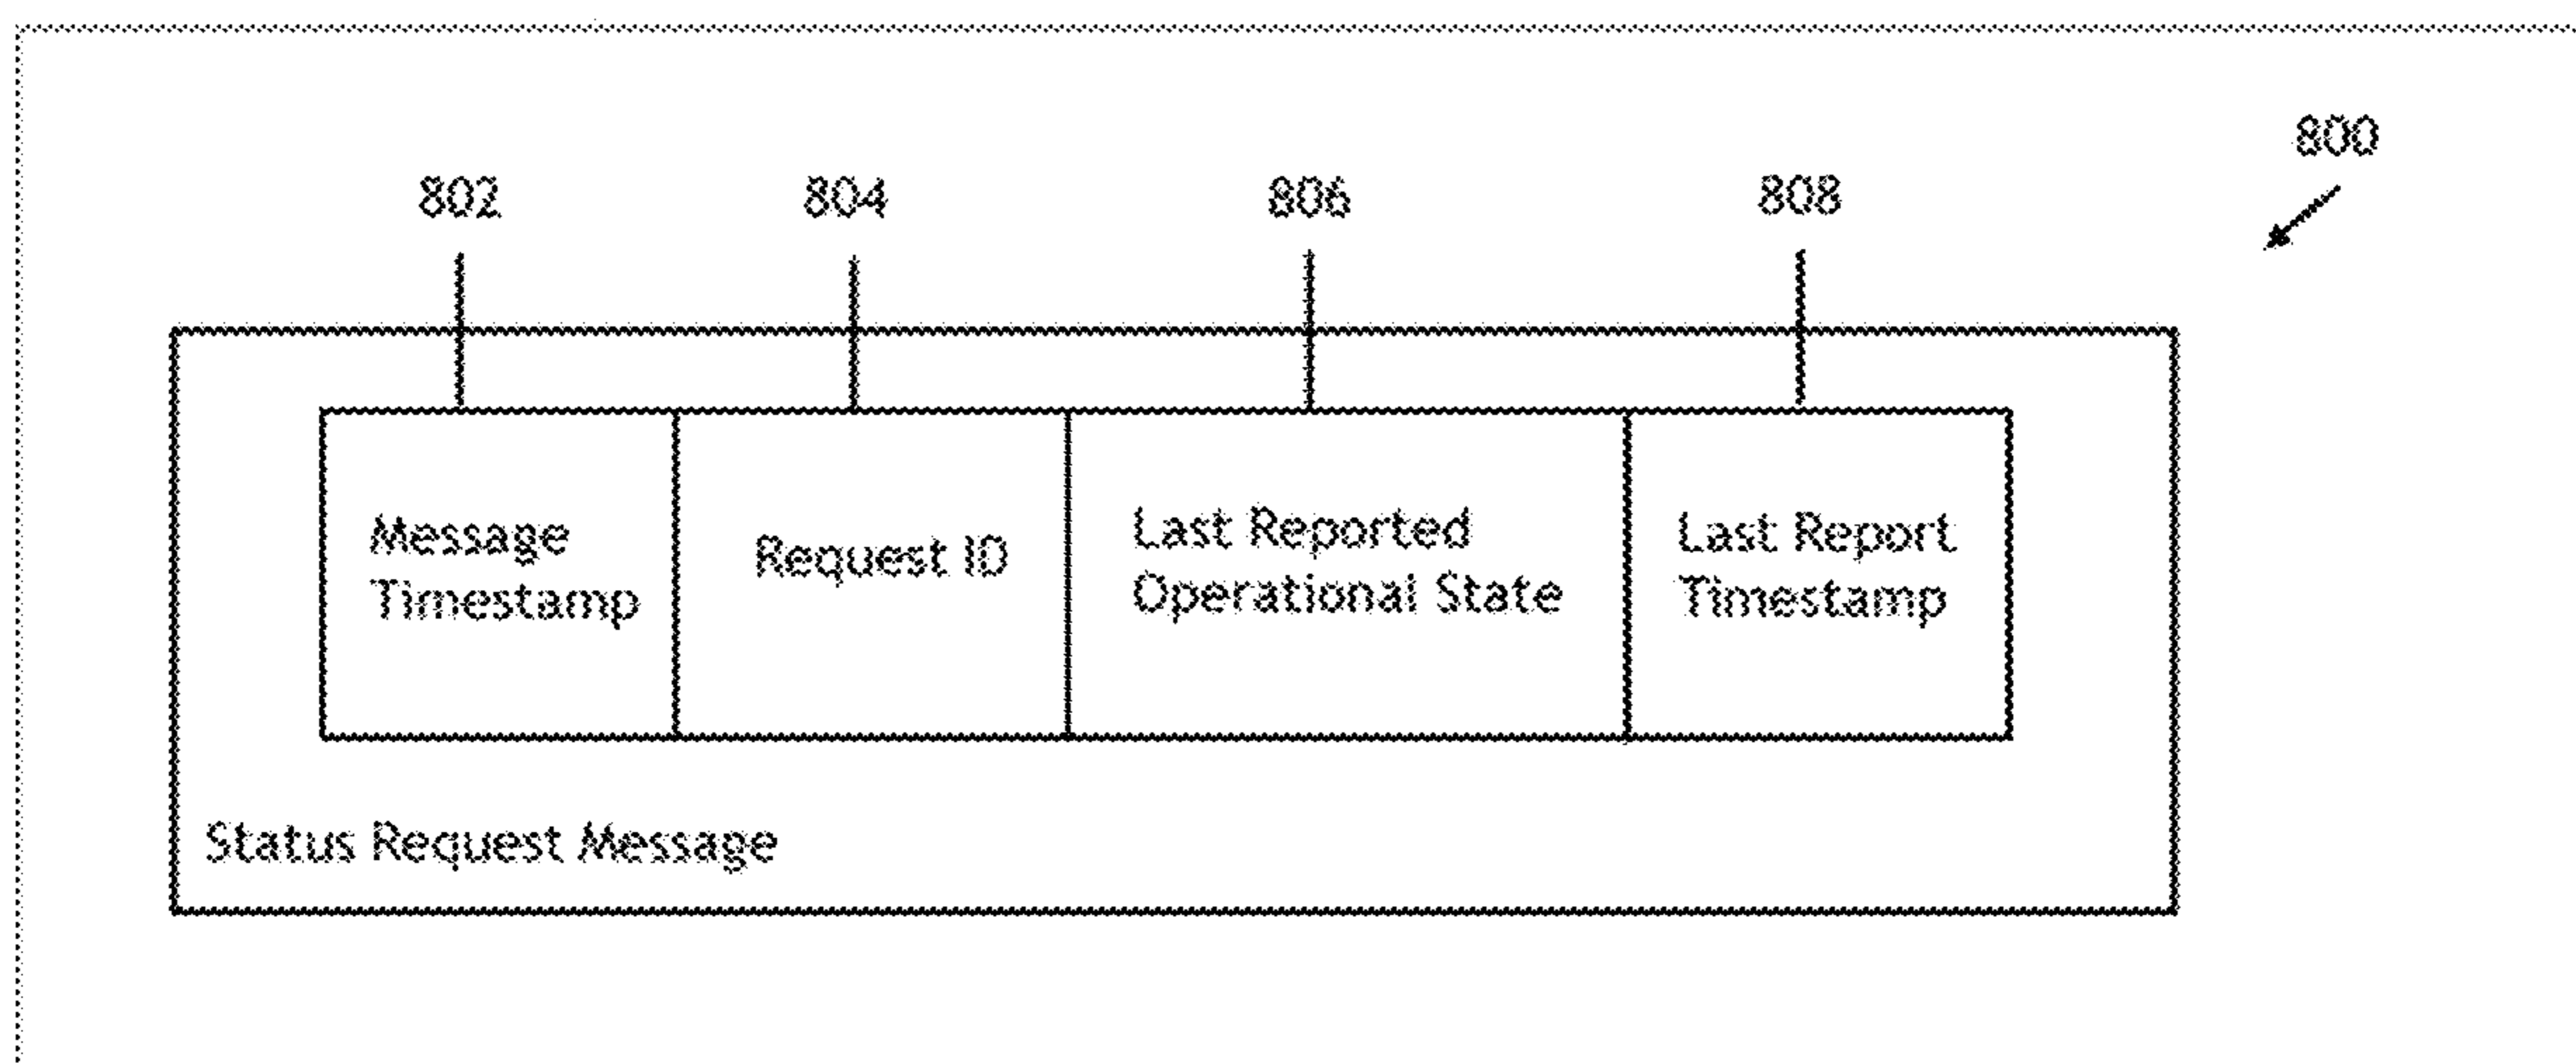 800
802
804
806
808
Message
Timestamp
Request ID
Last Reported
Operational State
Last Report
Timestamp
Status Request Message